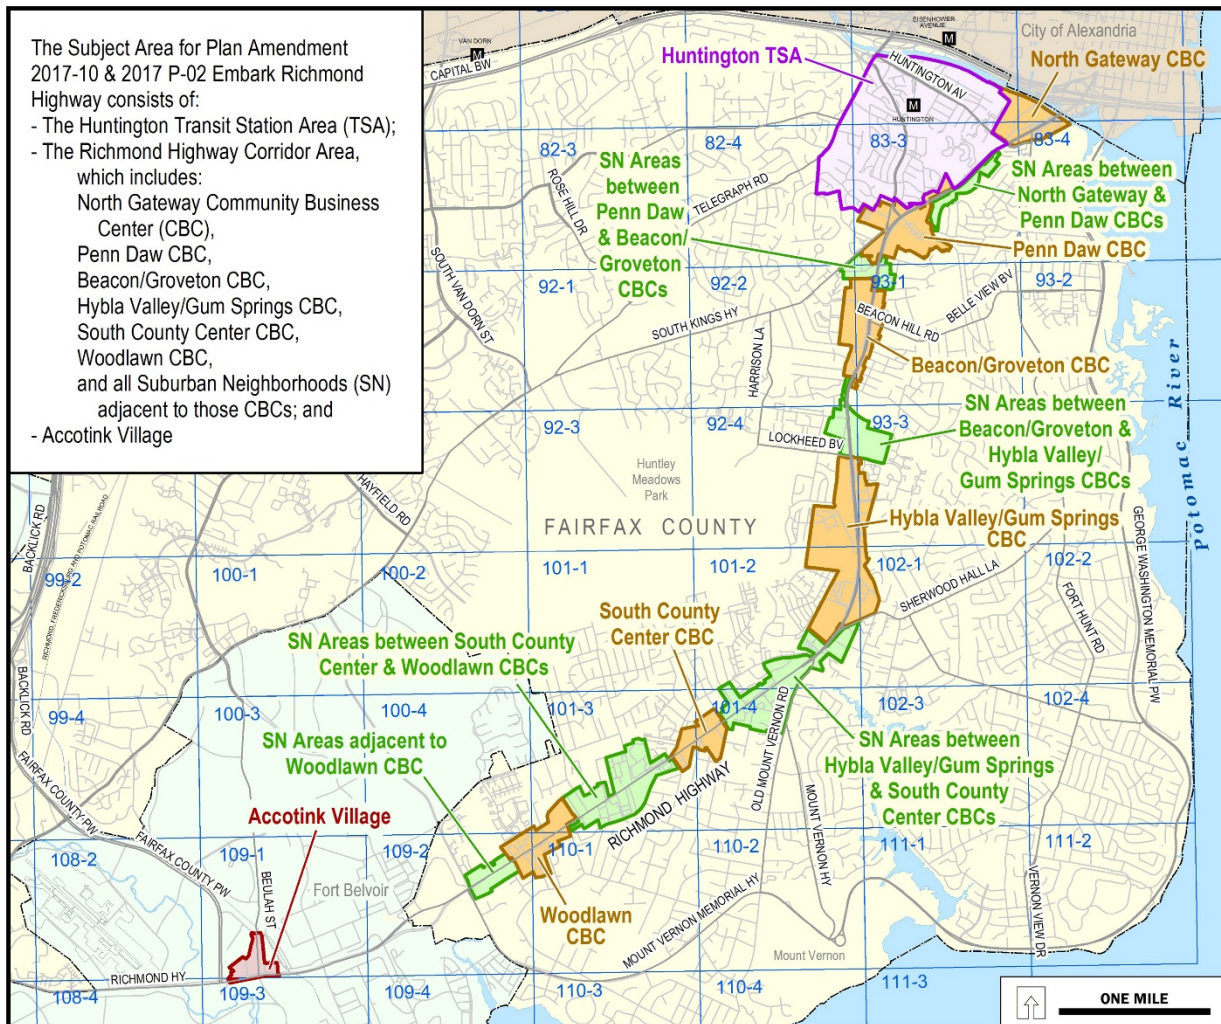 The Subject Area for Plan Amendment
2017-10 & 2017 P-02 Embark Richmond
Highway consists of:
- The Huntington Transit Station Area (TSA);
- The Richmond Highway Corridor Area,
which includes:
North Gateway Community Business
Center (CBC),
Penn Daw CBC,
Beacon/Groveton CBC,
Hybla Valley/Gum Springs CBC,
South County Center CBC,
Woodlawn CBC,
and all Suburban Neighborhoods (SN)
adjacent to those CBCs; and
- Accotink Village
VAN DORN
M
CAPITAL BW
EISENHOWER
AVENUE
M
City of Alexandria
Huntington TSA
HUNTINGTON AV
North Gateway CBC
M
HUNTINGTON
82-3
82-4
83-3
83-4
SN Areas
between
Penn Daw
& Beacon/
Groveton
CBCs
ROSE HILL DR
TELEGRAPH RD
SN Areas between
North Gateway &
Penn Daw CBCs
Penn Daw CBC
SOUTH VAN DORN ST
92-1
92-2
93-1
93-2
SOUTH KINGS HY
BEACON HILL RD
BELLE VIEW BV
HARRISON LA
Beacon/Groveton CBC
Potomac River
92-3
92-4
93-3
LOCKHEED BV
SN Areas between
Beacon/Groveton &
Hybla Valley/
Gum Springs CBCs
Huntley
Meadows
Park
HAYFIELD RD
FAIRFAX COUNTY
Hybla Valley/Gum Springs
CBC
BACKLICK RD
RICHMOND, FREDERICKSBURG AND POTOMAC RAILROAD
GEORGE WASHINGTON MEMORIAL PW
99-2
100-1
100-2
101-1
101-2
102-1
102-2
SHERWOOD HALL LA
FORT HUNT RD
South County
Center CBC
SN Areas between South County
Center & Woodlawn CBCs
BACKLICK RD
99-4
100-3
100-4
101-3
101-4
102-3
102-4
OLD MOUNT VERNON RD
SN Areas adjacent to
Woodlawn CBC
SN Areas between
Hybla Valley/Gum Springs
& South County
Center CBCs
RICHMOND HIGHWAY
MOUNT VERNON HY
FAIRFAX COUNTY PW
Accotink Village
FAIRFAX COUNTY PW
108-2
109-1
109-2
110-1
110-2
111-1
111-2
BEULAH ST
Fort Belvoir
Woodlawn
CBC
MOUNT VERNON MEMORIAL HY
VERNON VIEW DR
Mount Vernon
RICHMOND HY
108-4
109-3
109-4
110-3
110-4
111-3
ONE MILE